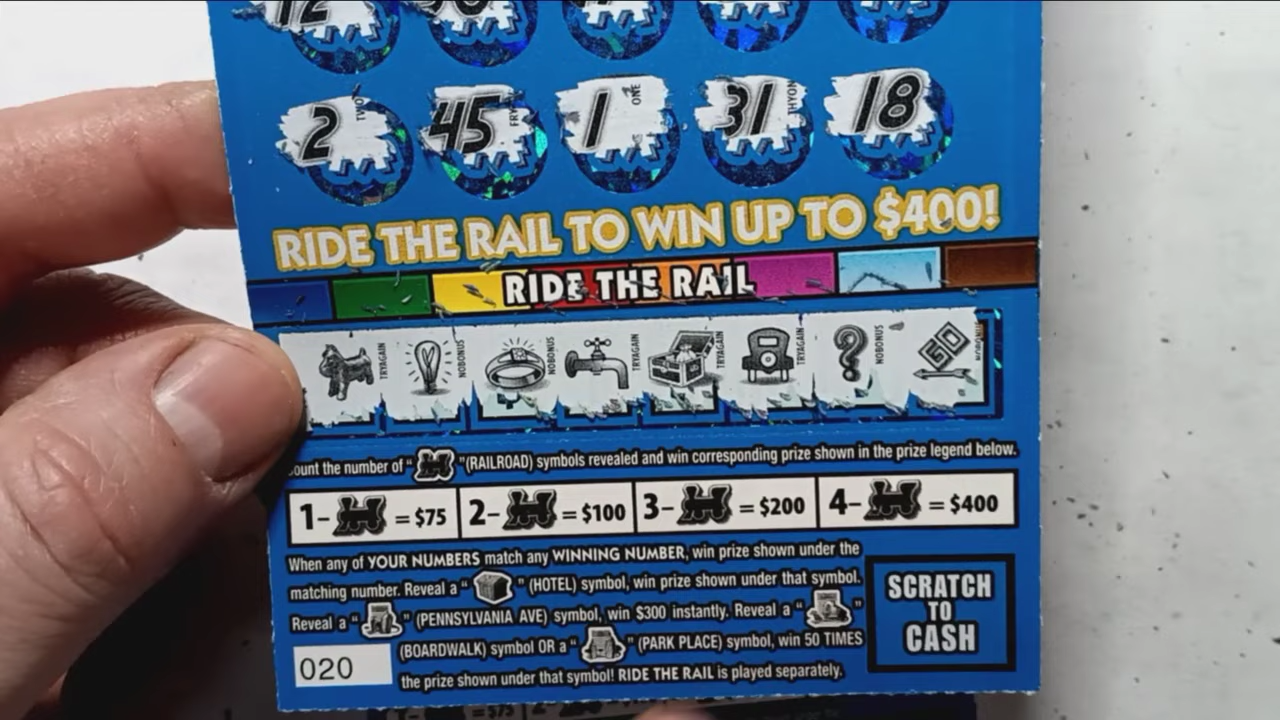 12
2 TWO 45 1 ONE 31 18
RIDE THE RAIL TO WIN UP TO $400!
RIDE THE RAIL
TRYAGAIN NOBONUS NOBONUS TRYAGAIN TRYAGAIN TRYAGAIN NOBONUS GO NOBONUS
ount the number of " " (RAILROAD) symbols revealed and win corresponding prize shown in the prize legend below.
1- = $75 2- = $100 3- = $200 4- = $400
When any of YOUR NUMBERS match any WINNING NUMBER, win prize shown under the
matching number. Reveal a " " (HOTEL) symbol, win prize shown under that symbol.
Reveal a " " (PENNSYLVANIA AVE) symbol, win $300 instantly. Reveal a " "
(BOARDWALK) symbol OR a " " (PARK PLACE) symbol, win 50 TIMES
the prize shown under that symbol! RIDE THE RAIL is played separately.
020
SCRATCH
TO
CASH